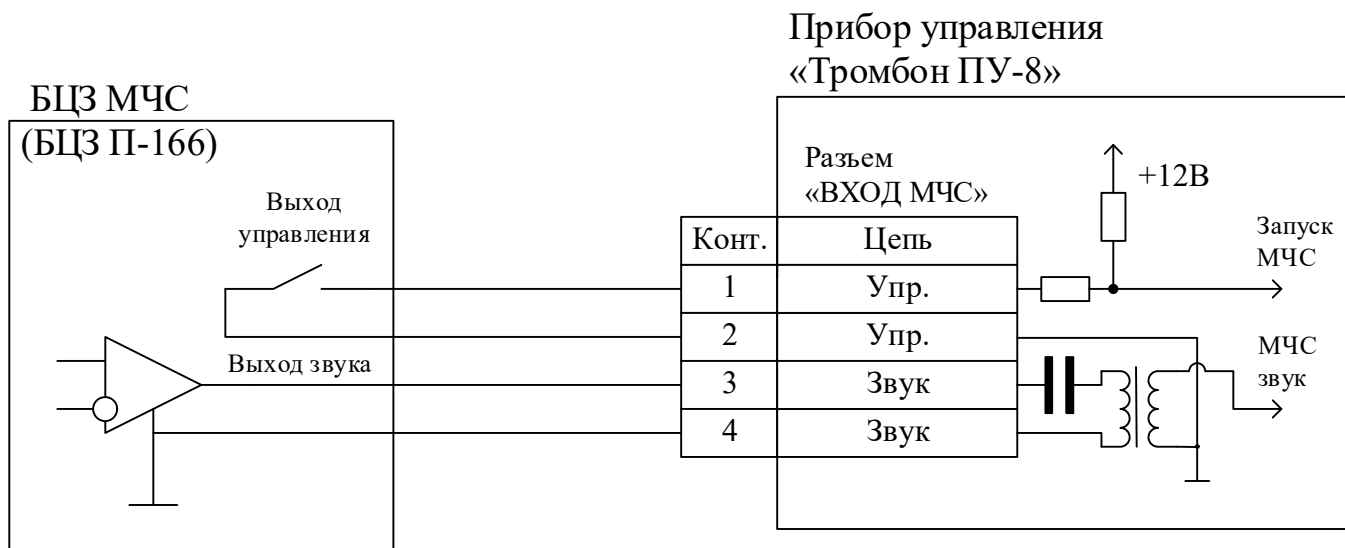 Прибор управления
«Тромбон ПУ-8»
БЦЗ МЧС
(БЦЗ П-166)
Разъем
«ВХОД МЧС»
+12В
Выход
управления
Запуск
МЧС
Конт. Цепь
1 Упр.
2 Упр.
МЧС
звук
Выход звука
3 Звук
4 Звук